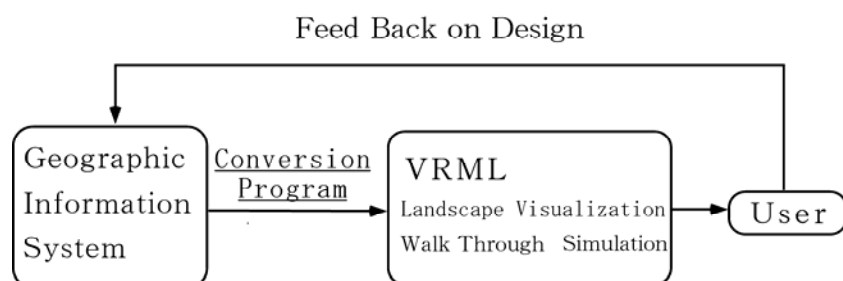 Feed Back on Design
Geographic
Information
System
Conversion
Program
VRML
Landscape Visualization
Walk Through Simulation
User